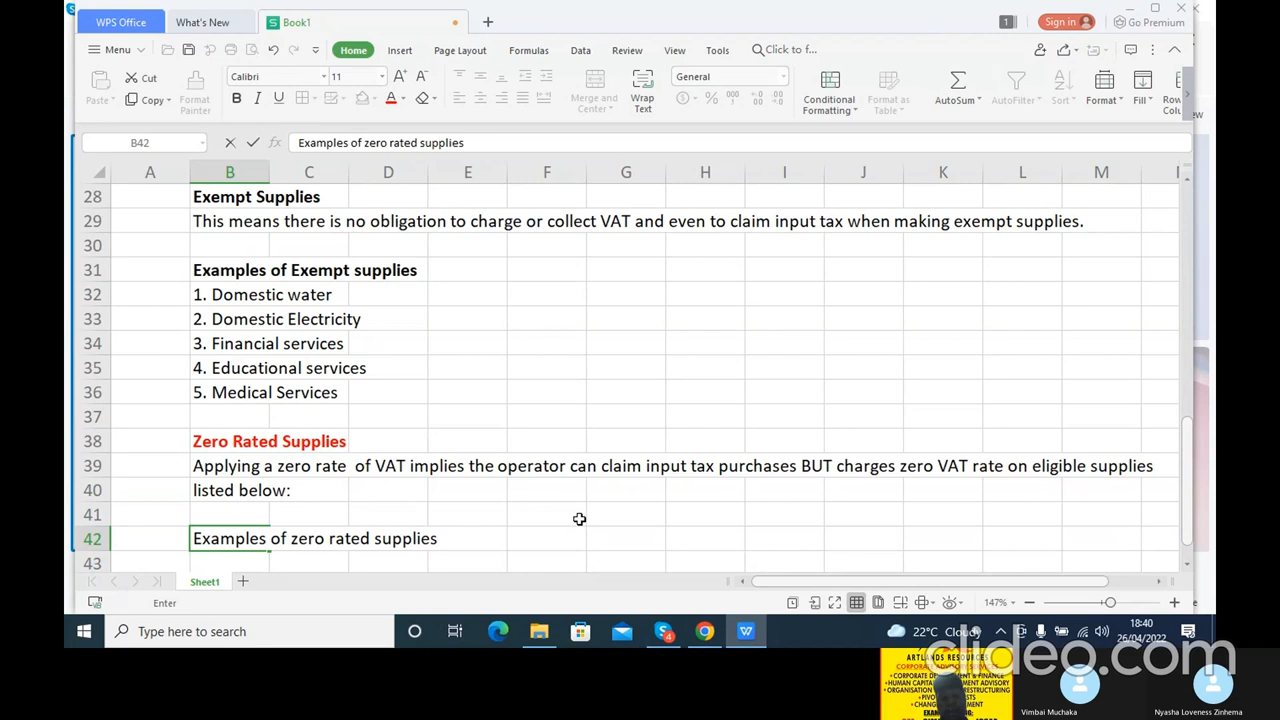 WPS Office
What's New
Book1
1
Sign in
Go Premium
Menu
Home
Insert
Page Layout
Formulas
Data
Review
View
Tools
Click to f...
Paste
Cut
Copy
Format Painter
Calibri
11
Merge and Center
Wrap Text
General
Conditional Formatting
Format as Table
AutoSum
AutoFilter
Sort
Format
Fill
B42
Examples of zero rated supplies
A B C D E F G H I J K L M
28 Exempt Supplies
29 This means there is no obligation to charge or collect VAT and even to claim input tax when making exempt supplies.
30
31 Examples of Exempt supplies
32 1. Domestic water
33 2. Domestic Electricity
34 3. Financial services
35 4. Educational services
36 5. Medical Services
37
38 Zero Rated Supplies
39 Applying a zero rate  of VAT implies the operator can claim input tax purchases BUT charges zero VAT rate on eligible supplies
40 listed below:
41
42 Examples of zero rated supplies
43
Sheet1
Enter
147%
Type here to search
4
22°C Cloudy
18:40
26/04/2022
clideo.com
ARTLANDS RESOURCES
Vimbai Muchaka
Nyasha Loveness Zinhema